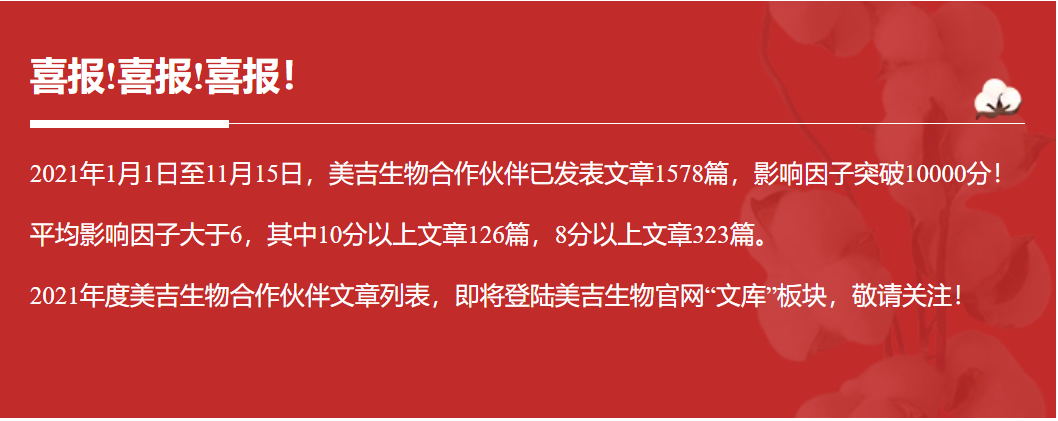 喜报!喜报!喜报！
2021年1月1日至11月15日，美吉生物合作伙伴已发表文章1578篇，影响因子突破10000分！
平均影响因子大于6，其中10分以上文章126篇，8分以上文章323篇。
2021年度美吉生物合作伙伴文章列表，即将登陆美吉生物官网“文库”板块，敬请关注！